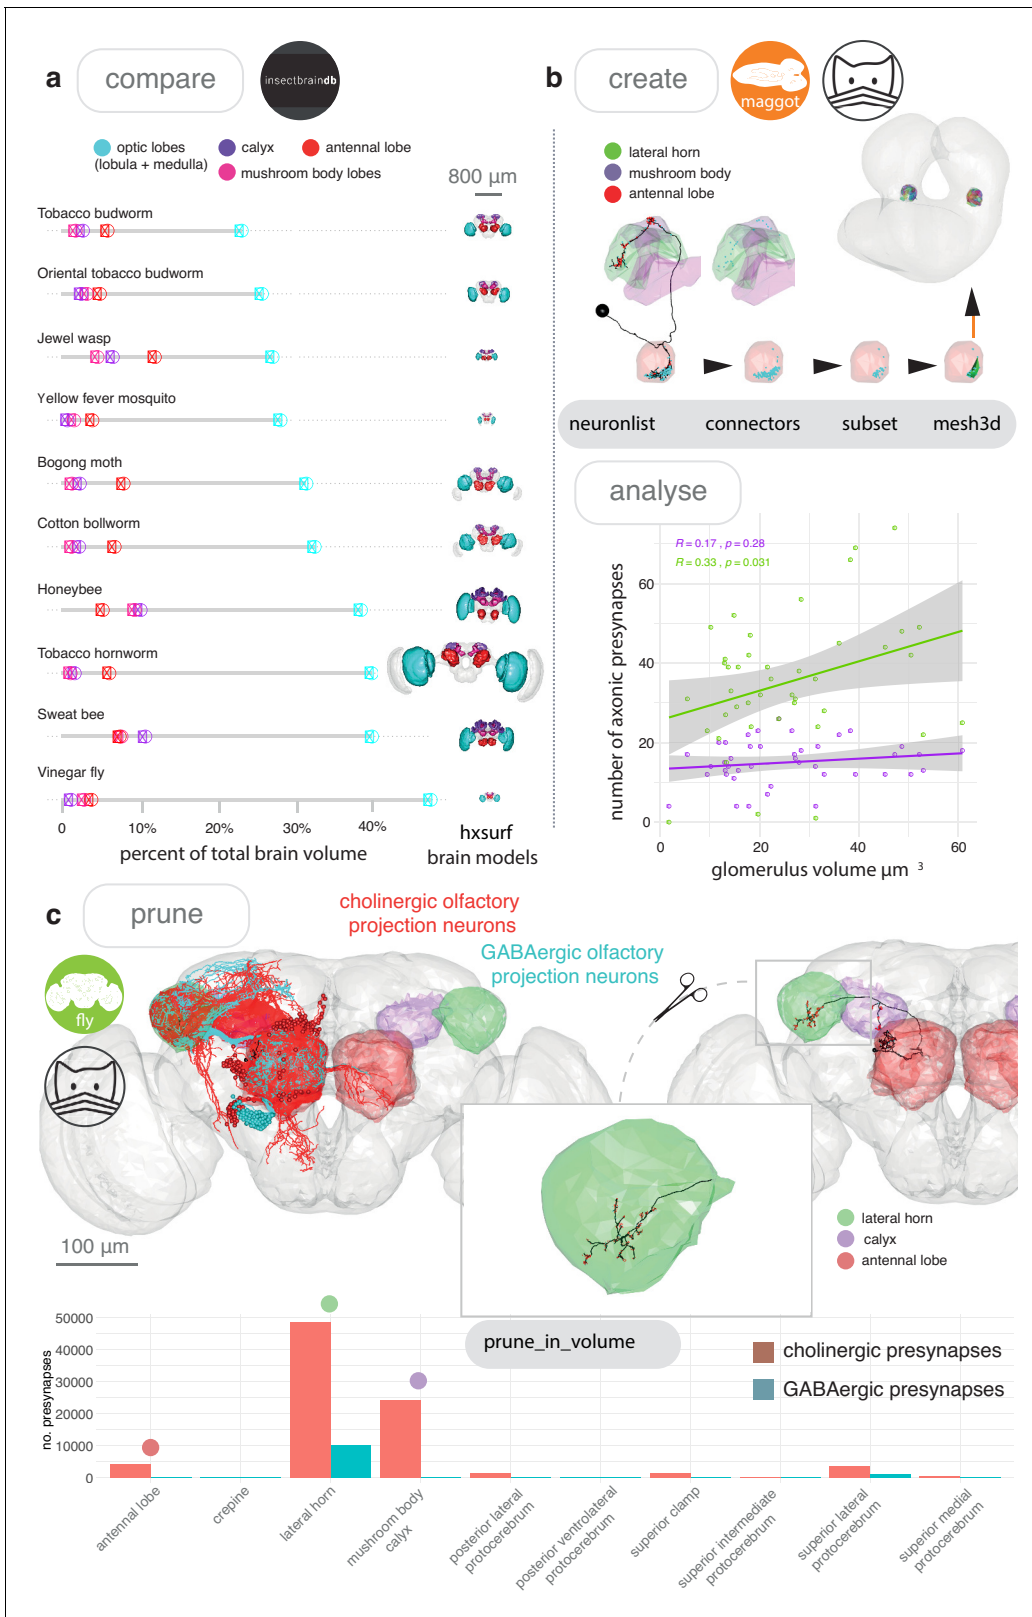 a
compare
insectbraindb
optic lobes
(lobula + medulla)
calyx
antennal lobe
mushroom body lobes
800 µm
Tobacco budworm
Oriental tobacco budworm
Jewel wasp
Yellow fever mosquito
Bogong moth
Cotton bollworm
Honeybee
Tobacco hornworm
Sweat bee
Vinegar fly
0
10%
20%
30%
40%
percent of total brain volume
hxsurf
brain models
b
create
maggot
lateral horn
mushroom body
antennal lobe
neuronlist
connectors
subset
mesh3d
analyse
R = 0.17 , p = 0.28
R = 0.33 , p = 0.031
number of axonic presynapses
60
40
20
0
0
20
40
60
glomerulus volume µm 3
c
prune
cholinergic olfactory
projection neurons
GABAergic olfactory
projection neurons
fly
100 µm
lateral horn
calyx
antennal lobe
prune_in_volume
cholinergic presynapses
GABAergic presynapses
no. presynapses
50000
40000
30000
20000
10000
0
antennal lobe
crepine
lateral horn
mushroom body
calyx
posterior lateral
protocerebrum
posterior ventrolateral
protocerebrum
superior clamp
superior intermediate
protocerebrum
superior lateral
protocerebrum
superior medial
protocerebrum